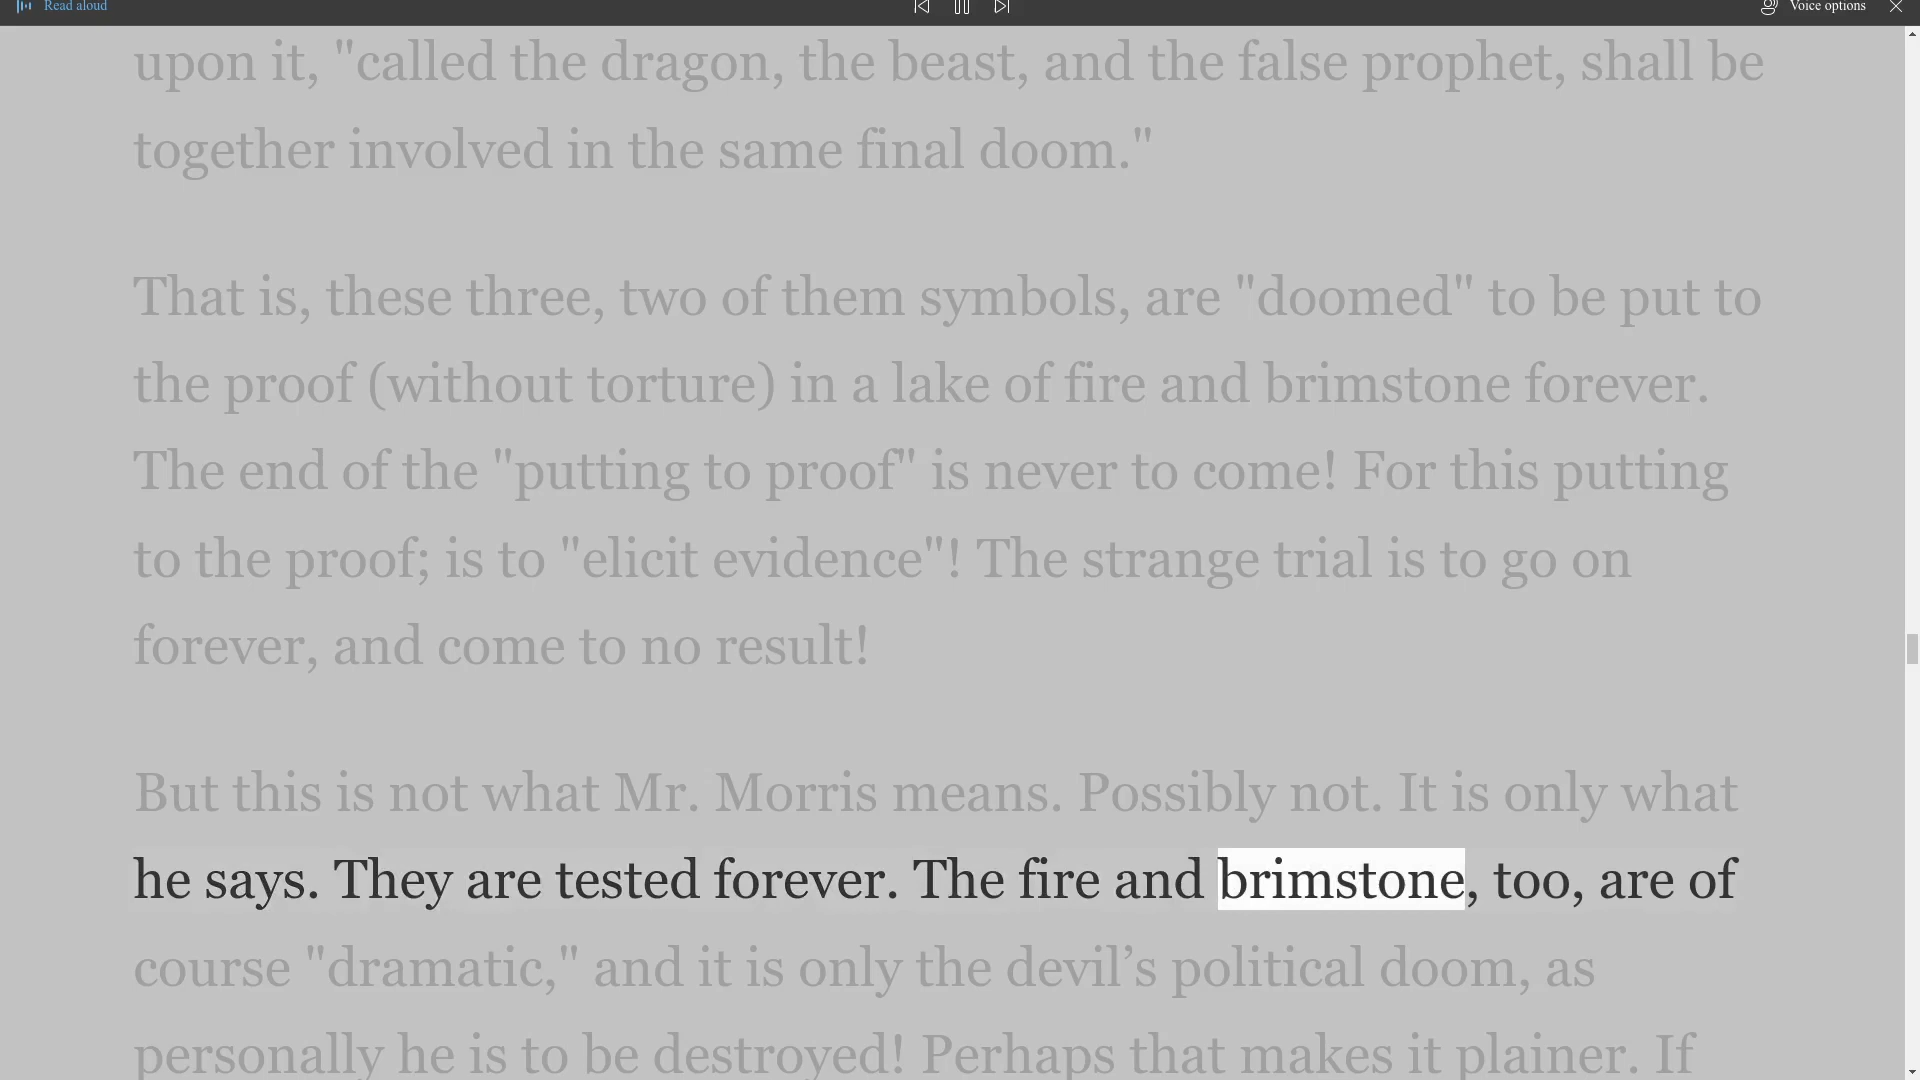 Read aloud
Voice options
upon it, "called the dragon, the beast, and the false prophet, shall be
together involved in the same final doom."
That is, these three, two of them symbols, are "doomed" to be put to
the proof (without torture) in a lake of fire and brimstone forever.
The end of the "putting to proof" is never to come! For this putting
to the proof; is to "elicit evidence"! The strange trial is to go on
forever, and come to no result!
But this is not what Mr. Morris means. Possibly not. It is only what
he says. They are tested forever. The fire and brimstone, too, are of
course "dramatic," and it is only the devil’s political doom, as
personally he is to be destroyed! Perhaps that makes it plainer. If